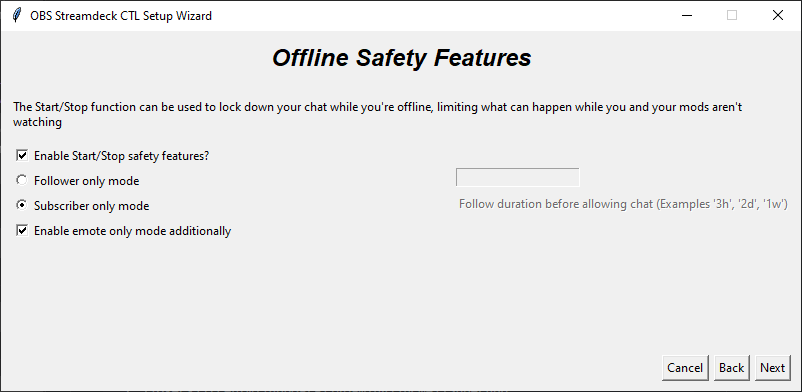 OBS Streamdeck CTL Setup Wizard
Offline Safety Features
The Start/Stop function can be used to lock down your chat while you're offline, limiting what can happen while you and your mods aren't
watching
Enable Start/Stop safety features?
Follower only mode
Subscriber only mode
Follow duration before allowing chat (Examples '3h', '2d', '1w')
Enable emote only mode additionally
Cancel Back Next